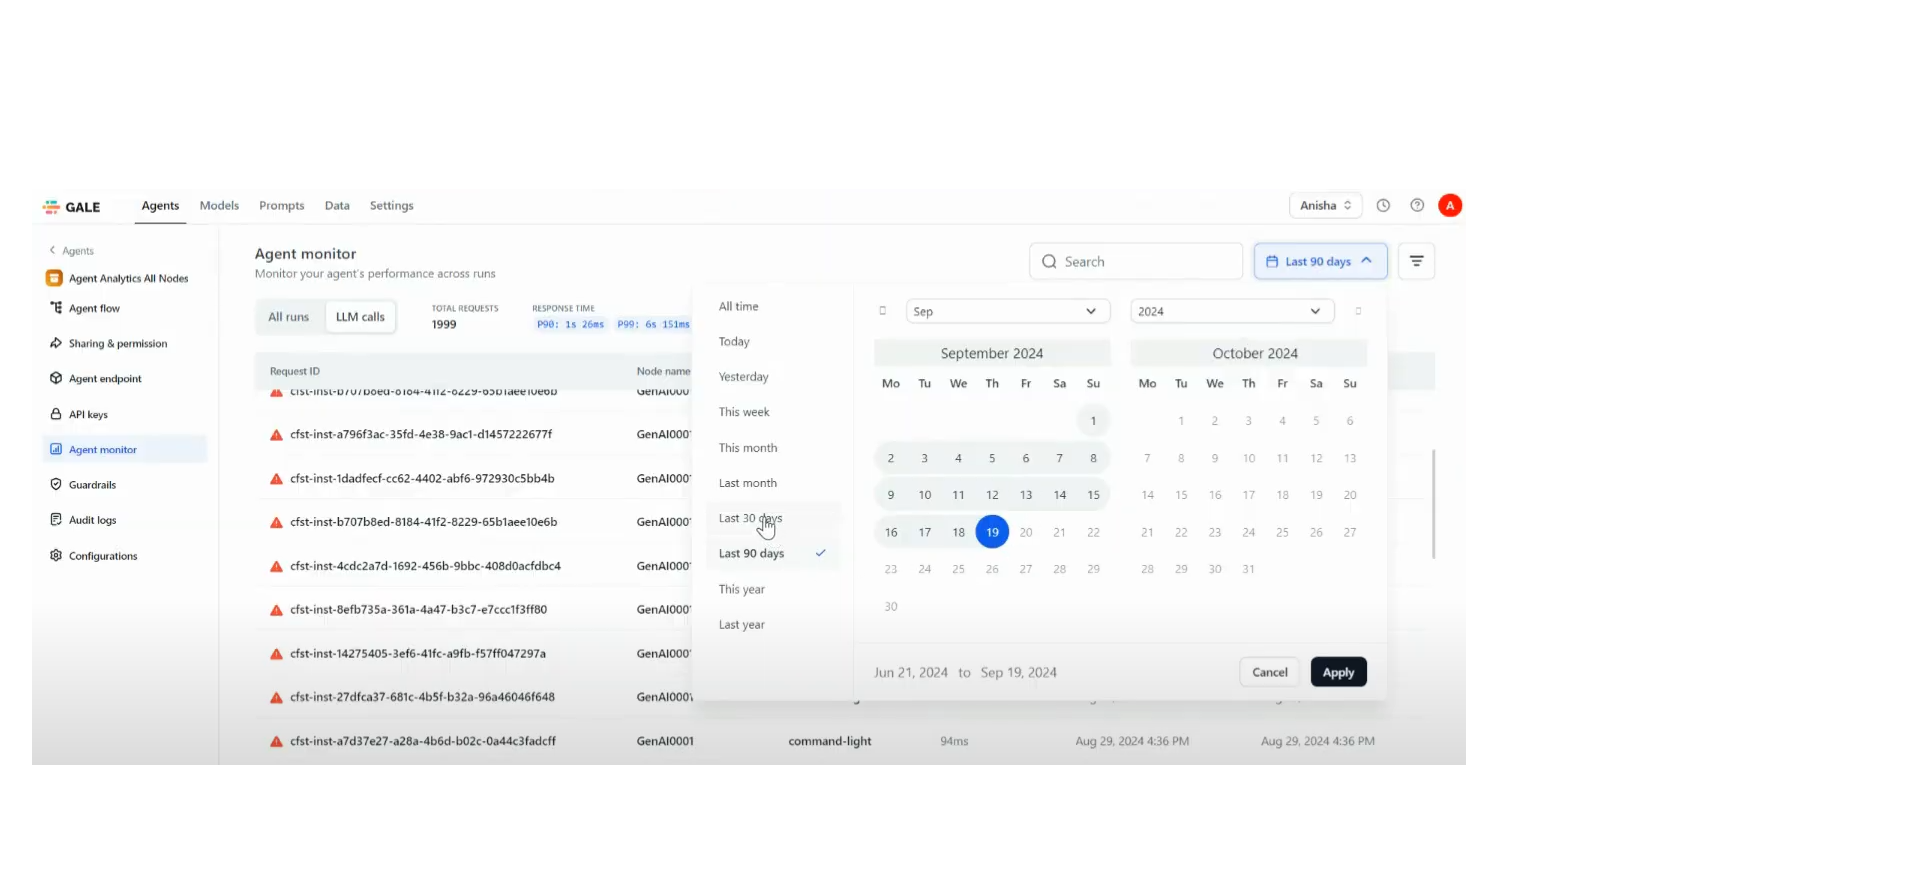 GALE
Agents Models Prompts Data Settings
Anisha
A
Agents
Agent Analytics All Nodes
Agent flow
Sharing & permission
Agent endpoint
API keys
Agent monitor
Guardrails
Audit logs
Configurations
Agent monitor
Monitor your agent's performance across runs
Search
Last 90 days
All runs LLM calls
TOTAL REQUESTS
1999
RESPONSE TIME
P90: 1s 26ms P99: 6s 151ms
Request ID Node name
cfst-inst-b707b8ed-8184-41f2-8229-65b1aee10e6b GenAI000
cfst-inst-a796f3ac-35fd-4e38-9ac1-d1457222677f GenAI000
cfst-inst-1dadfecf-cc62-4402-abf6-972930c5bb4b GenAI000
cfst-inst-b707b8ed-8184-41f2-8229-65b1aee10e6b GenAI000
cfst-inst-4cdc2a7d-1692-456b-9bbc-408d0acfdbc4 GenAI000
cfst-inst-8efb735a-361a-4a47-b3c7-e7ccc1f3ff80 GenAI000
cfst-inst-14275405-3ef6-41fc-a9fb-f57ff047297a GenAI000
cfst-inst-27dfca37-681c-4b5f-b32a-96a46046f648 GenAI000
cfst-inst-a7d37e27-a28a-4b6d-b02c-0a44c3fadcff GenAI0001 command-light 94ms Aug 29, 2024 4:36 PM Aug 29, 2024 4:36 PM
All time
Today
Yesterday
This week
This month
Last month
Last 30 days
Last 90 days
This year
Last year
Sep
2024
September 2024
Mo Tu We Th Fr Sa Su
1
2 3 4 5 6 7 8
9 10 11 12 13 14 15
16 17 18 19 20 21 22
23 24 25 26 27 28 29
30
October 2024
Mo Tu We Th Fr Sa Su
1 2 3 4 5 6
7 8 9 10 11 12 13
14 15 16 17 18 19 20
21 22 23 24 25 26 27
28 29 30 31
Jun 21, 2024 to Sep 19, 2024
Cancel
Apply